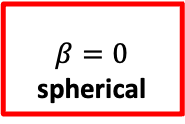 β = 0
spherical